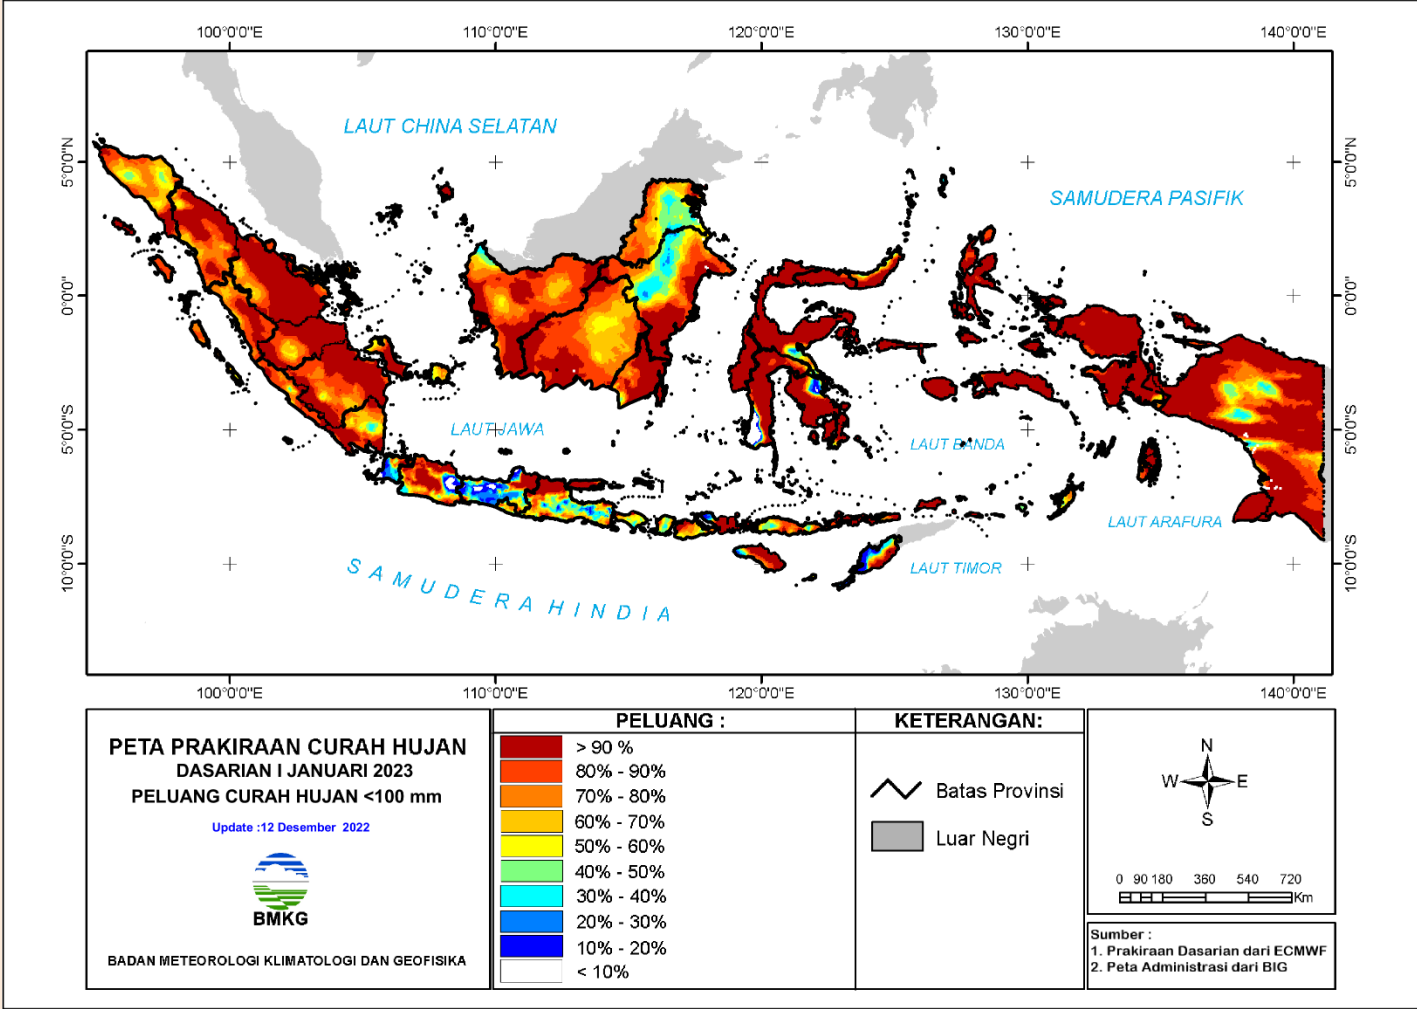 100°0'0"E 110°0'0"E 120°0'0"E 130°0'0"E 140°0'0"E
5°0'0"N
0°0'0"
5°0'0"S
10°0'0"S
LAUT CHINA SELATAN
SAMUDERA PASIFIK
LAUT JAWA
LAUT BANDA
LAUT ARAFURA
LAUT TIMOR
SAMUDERA HINDIA
5°0'0"N
0°0'0"
5°0'0"S
10°0'0"S
100°0'0"E 110°0'0"E 120°0'0"E 130°0'0"E 140°0'0"E
PETA PRAKIRAAN CURAH HUJAN
DASARIAN I JANUARI 2023
PELUANG CURAH HUJAN <100 mm
Update :12 Desember 2022
BMKG
BADAN METEOROLOGI KLIMATOLOGI DAN GEOFISIKA
PELUANG :
> 90 %
80% - 90%
70% - 80%
60% - 70%
50% - 60%
40% - 50%
30% - 40%
20% - 30%
10% - 20%
< 10%
KETERANGAN:
Batas Provinsi
Luar Negri
N
W E
S
0 90 180 360 540 720
Km
Sumber :
1. Prakiraan Dasarian dari ECMWF
2. Peta Administrasi dari BIG